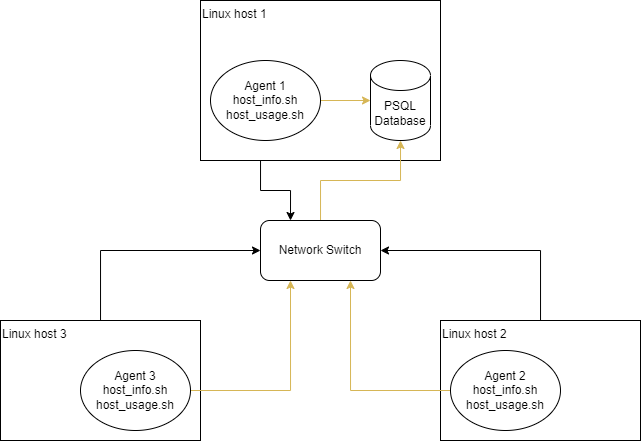 Linux host 1
Agent 1
host_info.sh
host_usage.sh
PSQL
Database
Network Switch
Linux host 3
Agent 3
host_info.sh
host_usage.sh
Linux host 2
Agent 2
host_info.sh
host_usage.sh